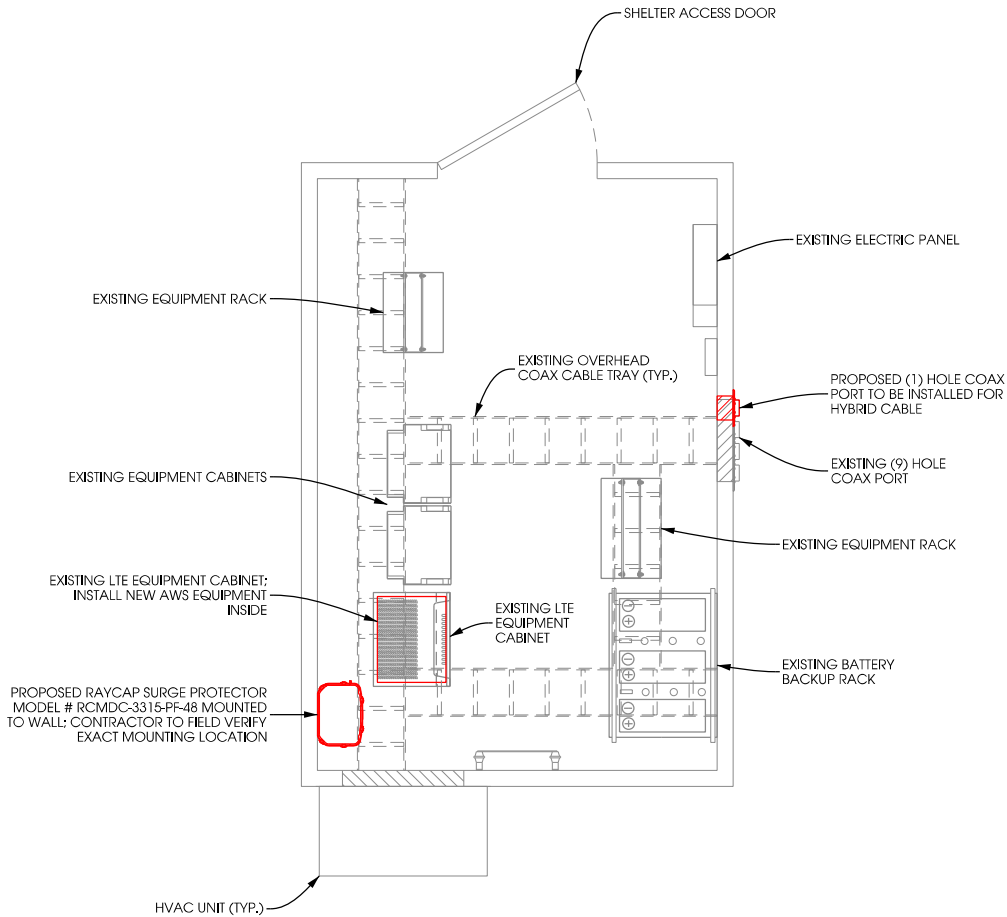 SHELTER ACCESS DOOR
EXISTING ELECTRIC PANEL
EXISTING EQUIPMENT RACK
EXISTING OVERHEAD
COAX CABLE TRAY (TYP.)
PROPOSED (1) HOLE COAX
PORT TO BE INSTALLED FOR
HYBRID CABLE
EXISTING (9) HOLE
COAX PORT
EXISTING EQUIPMENT CABINETS
EXISTING EQUIPMENT RACK
EXISTING LTE EQUIPMENT CABINET;
INSTALL NEW AWS EQUIPMENT
INSIDE
EXISTING LTE
EQUIPMENT
CABINET
EXISTING BATTERY
BACKUP RACK
PROPOSED RAYCAP SURGE PROTECTOR
MODEL # RCMDC-3315-PF-48 MOUNTED
TO WALL; CONTRACTOR TO FIELD VERIFY
EXACT MOUNTING LOCATION
HVAC UNIT (TYP.)